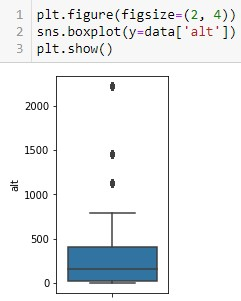 1 plt.figure(figsize=(2, 4))
2 sns.boxplot(y=data['alt'])
3 plt.show()
2000
1500
1000
alt
500
0